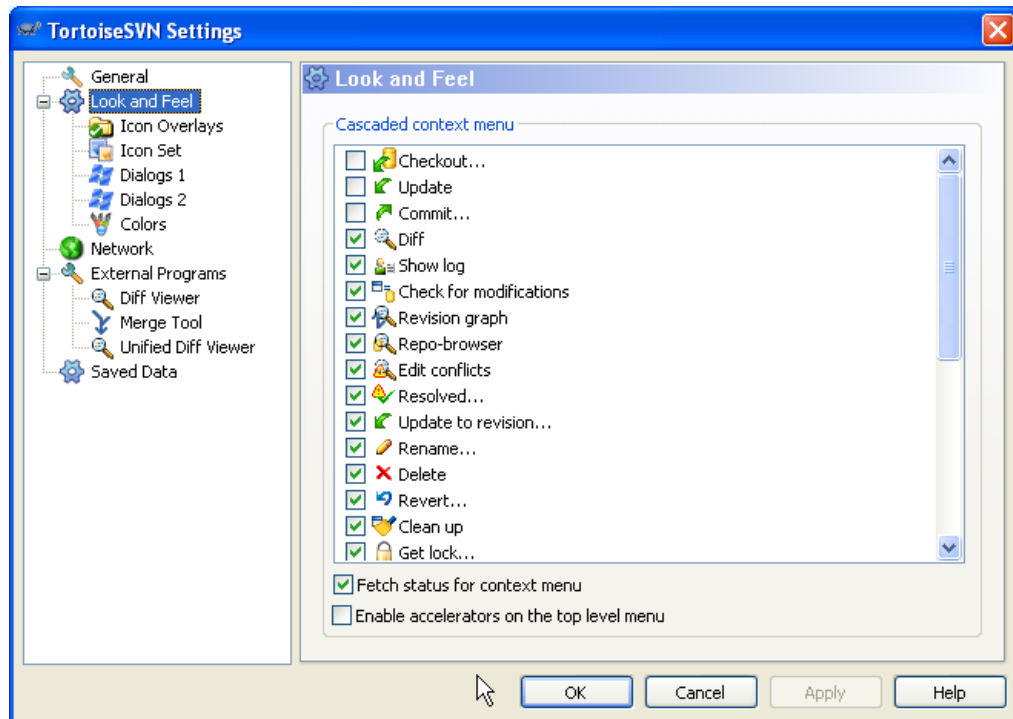 TortoiseSVN Settings
General
Look and Feel
Icon Overlays
Icon Set
Dialogs 1
Dialogs 2
Colors
Network
External Programs
Diff Viewer
Merge Tool
Unified Diff Viewer
Saved Data
Look and Feel
Cascaded context menu
Checkout...
Update
Commit...
Diff
Show log
Check for modifications
Revision graph
Repo-browser
Edit conflicts
Resolved...
Update to revision...
Rename...
Delete
Revert...
Clean up
Get lock...
Fetch status for context menu
Enable accelerators on the top level menu
OK Cancel Apply Help